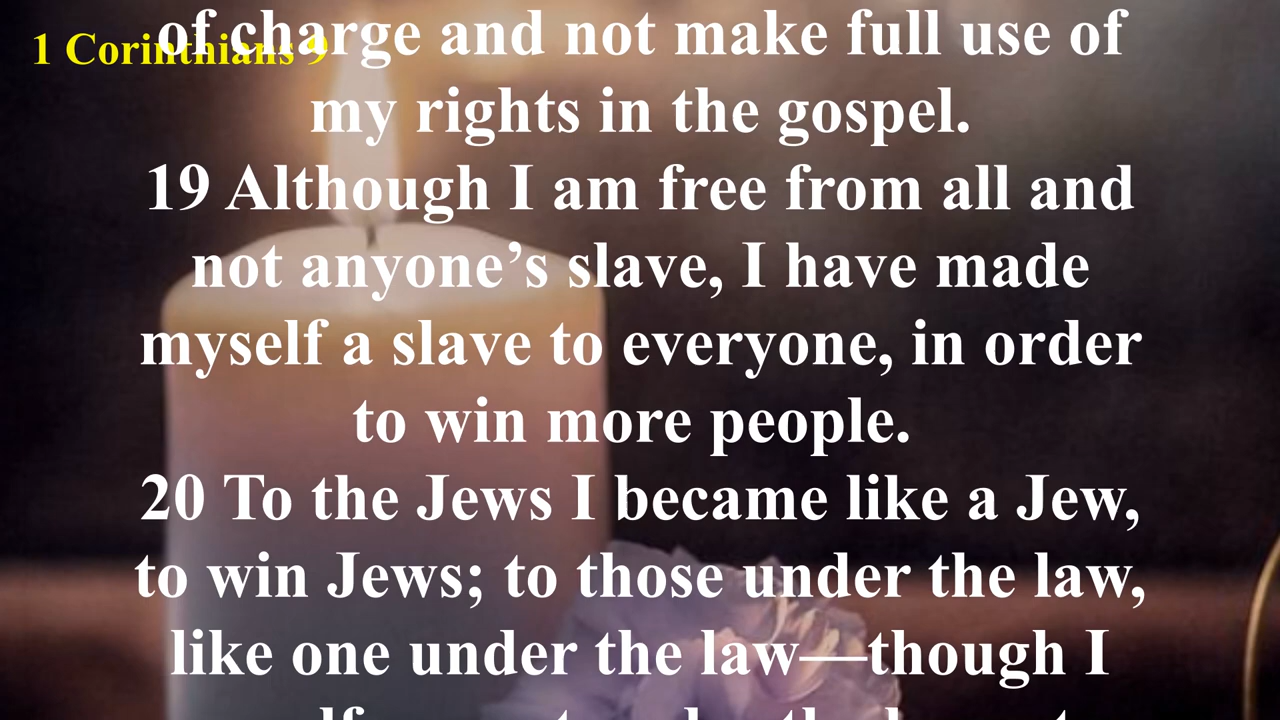 1 Corinthians 9
of charge and not make full use of
my rights in the gospel.
19 Although I am free from all and
not anyone’s slave, I have made
myself a slave to everyone, in order
to win more people.
20 To the Jews I became like a Jew,
to win Jews; to those under the law,
like one under the law—though I